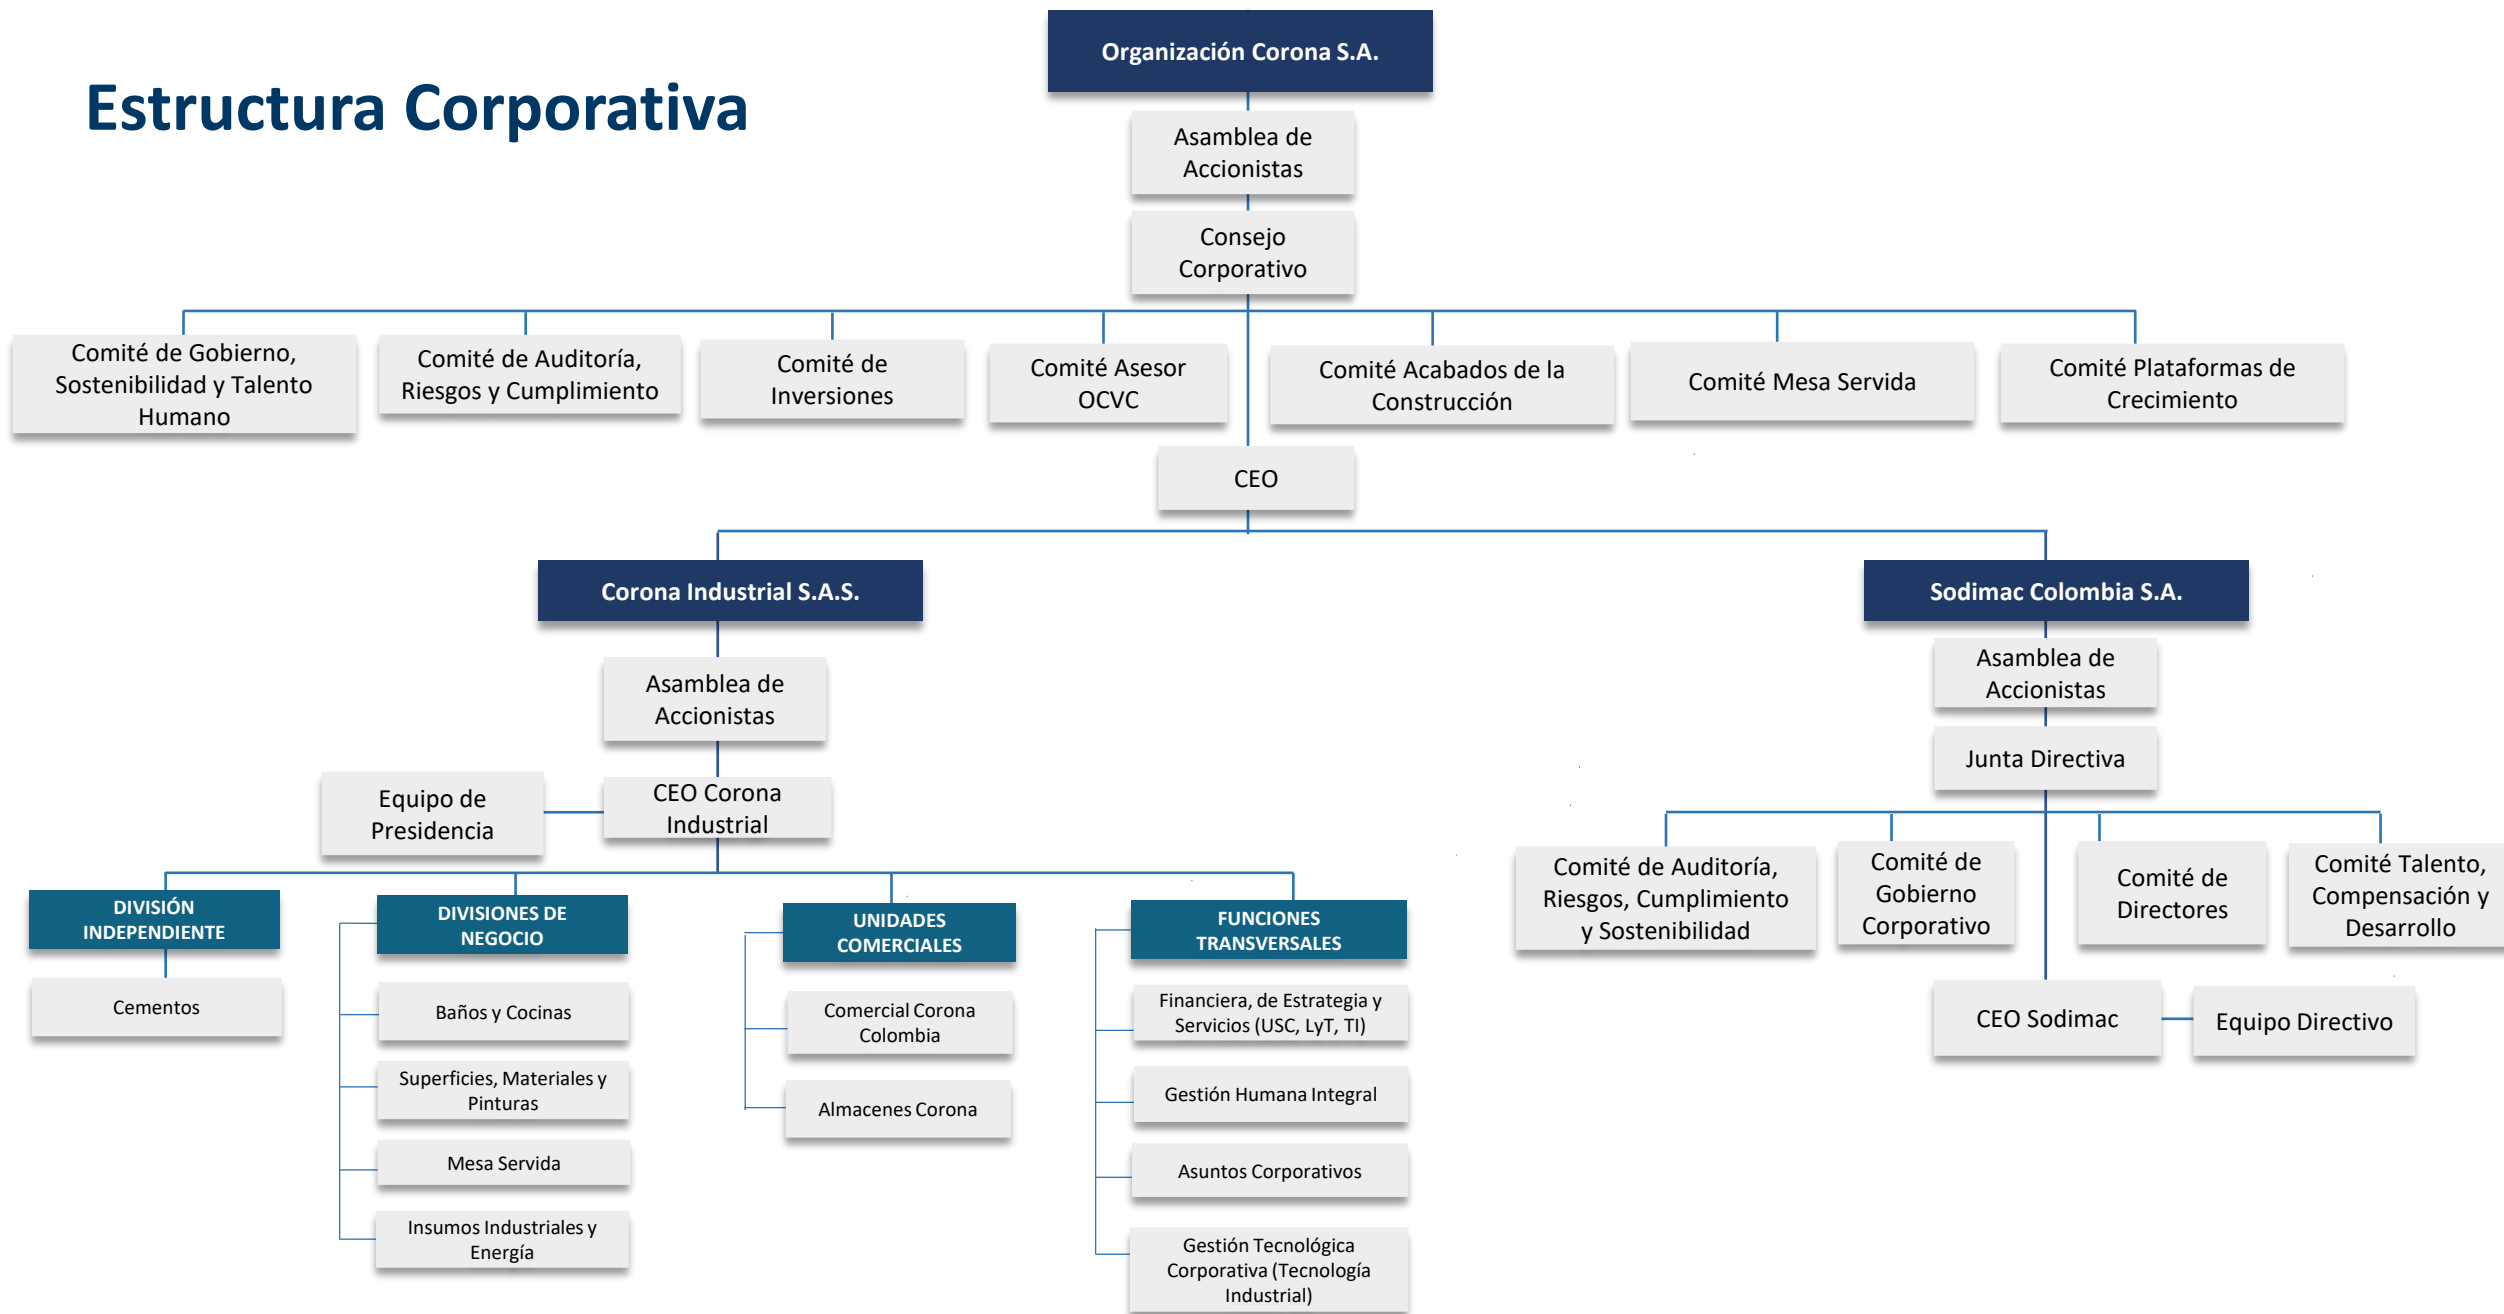 Organización Corona S.A.
Estructura Corporativa
Asamblea de
Accionistas
Consejo
Corporativo
Comité de Gobierno,
Sostenibilidad y Talento
Humano
Comité de Auditoría,
Riesgos y Cumplimiento
Comité de
Inversiones
Comité Asesor
OCVC
Comité Acabados de la
Construcción
Comité Mesa Servida
Comité Plataformas de
Crecimiento
CEO
Corona Industrial S.A.S.
Asamblea de
Accionistas
Equipo de
Presidencia
CEO Corona
Industrial
DIVISIÓN
INDEPENDIENTE
Cementos
DIVISIONES DE
NEGOCIO
Baños y Cocinas
Superficies, Materiales y
Pinturas
Mesa Servida
Insumos Industriales y
Energía
UNIDADES
COMERCIALES
Comercial Corona
Colombia
Almacenes Corona
FUNCIONES
TRANSVERSALES
Financiera, de Estrategia y
Servicios (USC, LyT, TI)
Gestión Humana Integral
Asuntos Corporativos
Gestión Tecnológica
Corporativa (Tecnología
Industrial)
Sodimac Colombia S.A.
Asamblea de
Accionistas
Junta Directiva
Comité de Auditoría,
Riesgos, Cumplimiento
y Sostenibilidad
Comité de
Gobierno
Corporativo
Comité de
Directores
Comité Talento,
Compensación y
Desarrollo
CEO Sodimac
Equipo Directivo